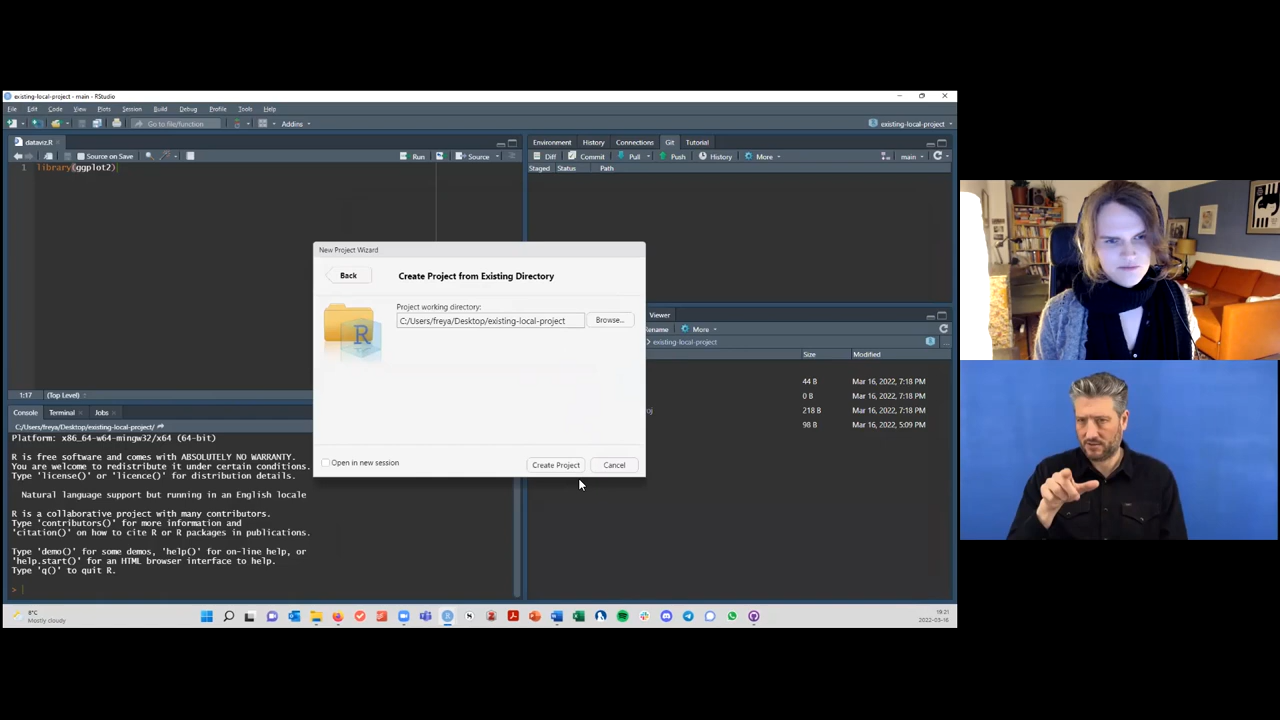 existing-local-project - main - RStudio
File Edit Code View Plots Session Build Debug Profile Tools Help
Go to file/function Addins existing-local-project
dataviz.R
Source on Save Run Source
1 library(ggplot2)
1:17 (Top Level)
Environment History Connections Git Tutorial
Diff Commit Pull Push History More main
Staged Status Path
New Project Wizard
Back Create Project from Existing Directory
Project working directory:
C:/Users/freya/Desktop/existing-local-project Browse...
Open in new session Create Project Cancel
Viewer
ename More
existing-local-project
Size Modified
44 B Mar 16, 2022, 7:18 PM
0 B Mar 16, 2022, 7:18 PM
oj 218 B Mar 16, 2022, 7:18 PM
98 B Mar 16, 2022, 5:09 PM
Console Terminal Jobs
C:/Users/freya/Desktop/existing-local-project/
Platform: x86_64-w64-mingw32/x64 (64-bit)
R is free software and comes with ABSOLUTELY NO WARRANTY.
You are welcome to redistribute it under certain conditions.
Type 'license()' or 'licence()' for distribution details.
Natural language support but running in an English locale
R is a collaborative project with many contributors.
Type 'contributors()' for more information and
'citation()' on how to cite R or R packages in publications.
Type 'demo()' for some demos, 'help()' for on-line help, or
'help.start()' for an HTML browser interface to help.
Type 'q()' to quit R.
>
8°C
Mostly cloudy
19:21
2022-03-16